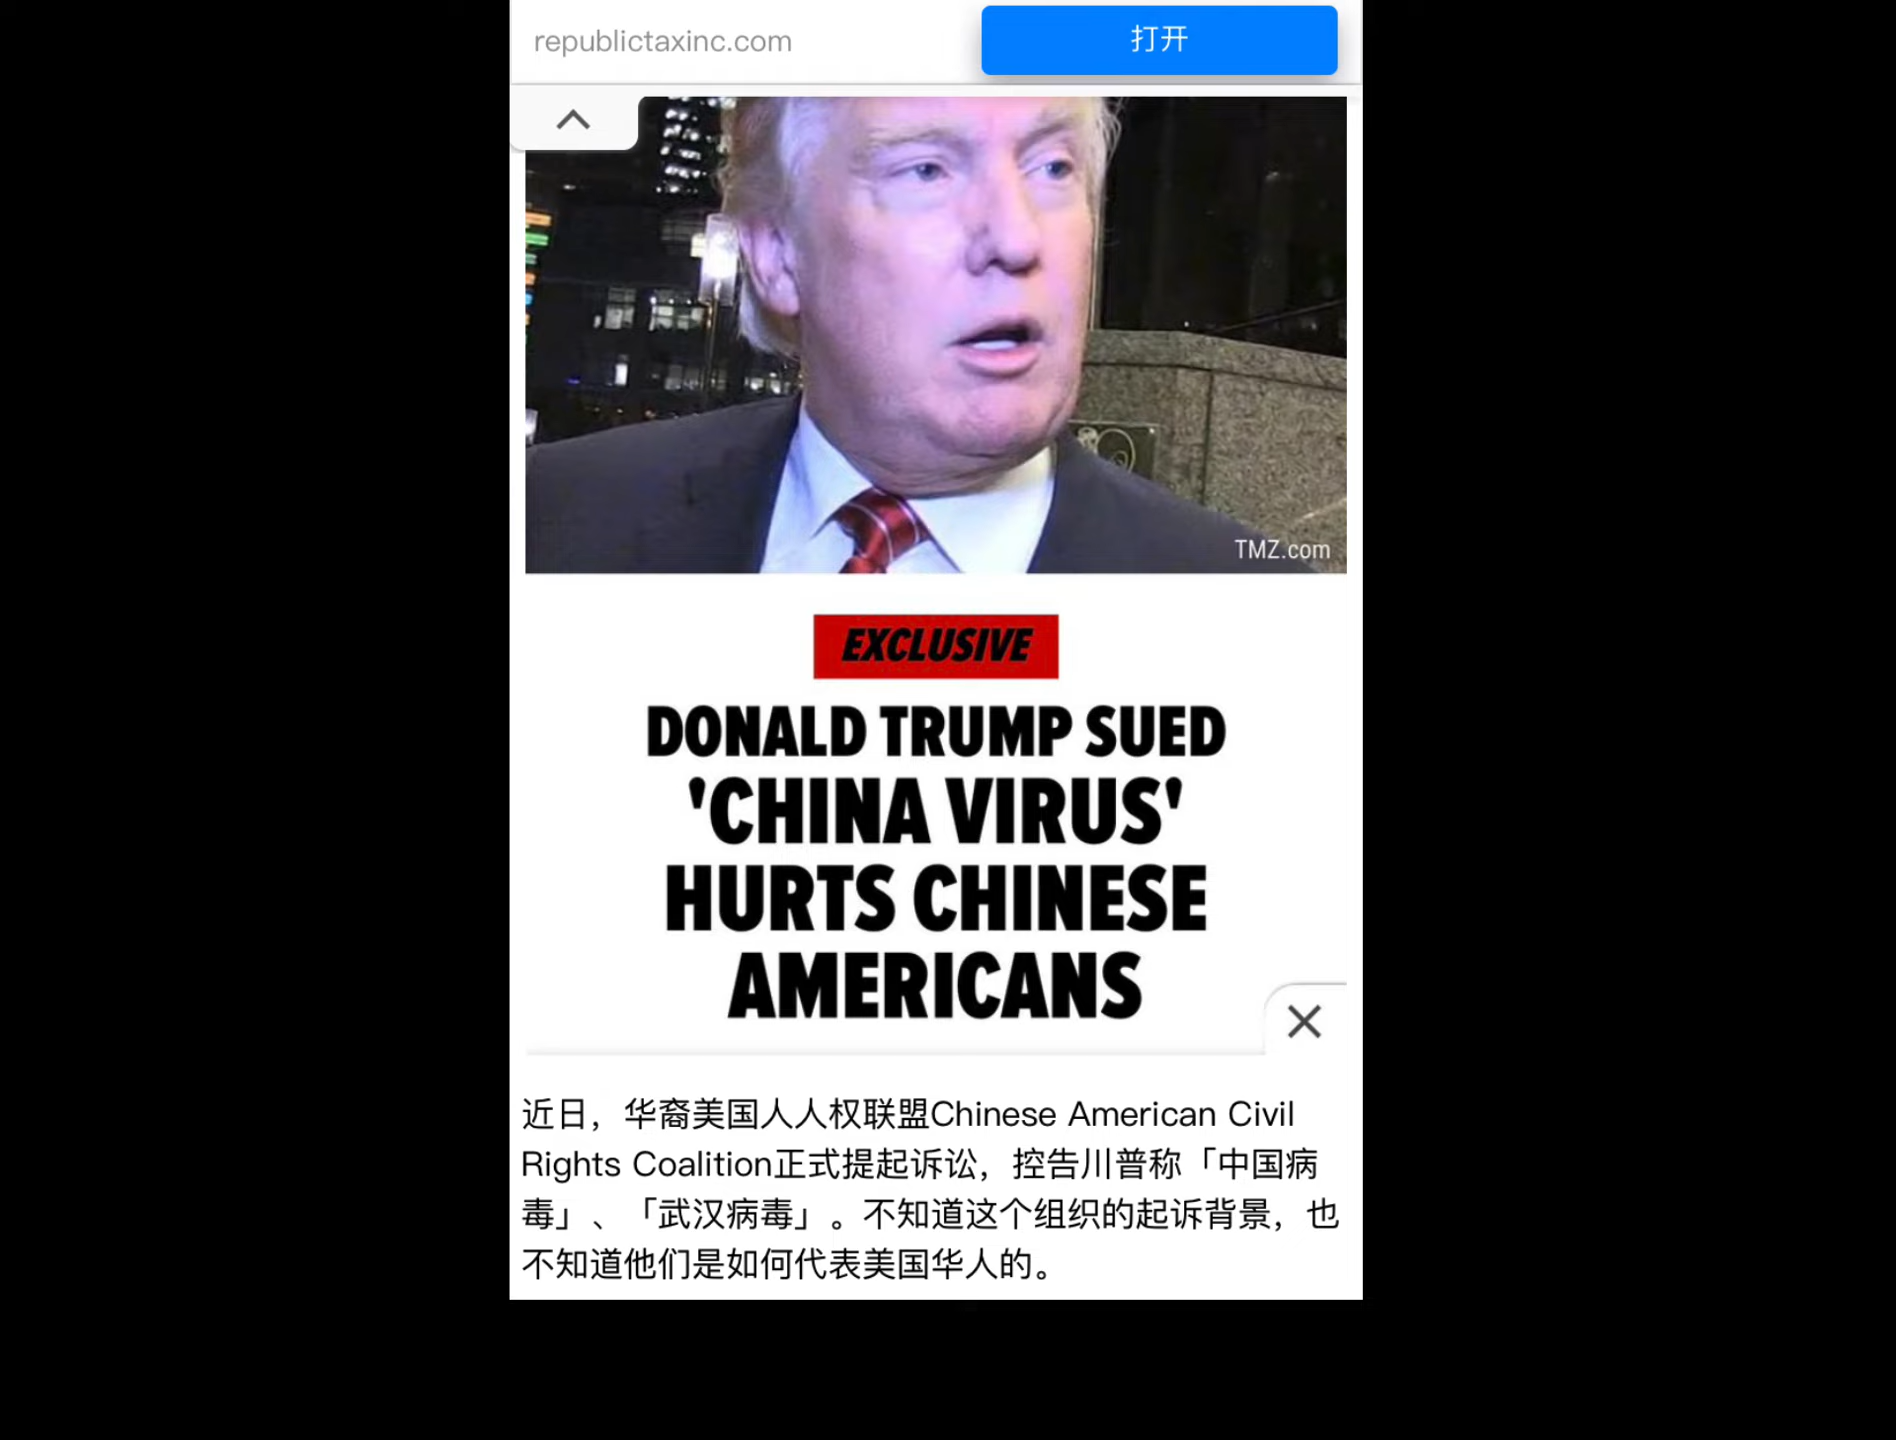 republictaxinc.com
打开
TMZ.com
EXCLUSIVE
DONALD TRUMP SUED
'CHINA VIRUS'
HURTS CHINESE
AMERICANS
近日，华裔美国人人权联盟Chinese American Civil
Rights Coalition正式提起诉讼，控告川普称「中国病
毒」、「武汉病毒」。不知道这个组织的起诉背景，也
不知道他们是如何代表美国华人的。